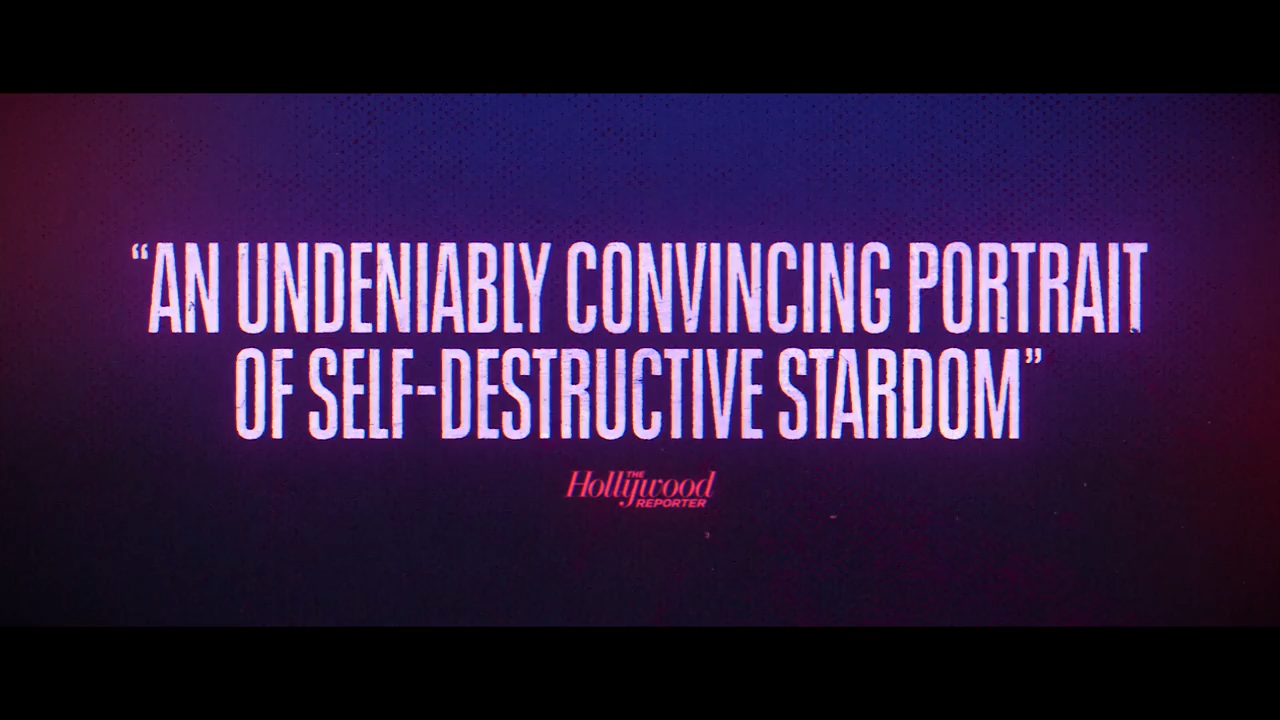 “AN UNDENIABLY CONVINCING PORTRAIT
OF SELF-DESTRUCTIVE STARDOM”
THE
Hollywood
REPORTER